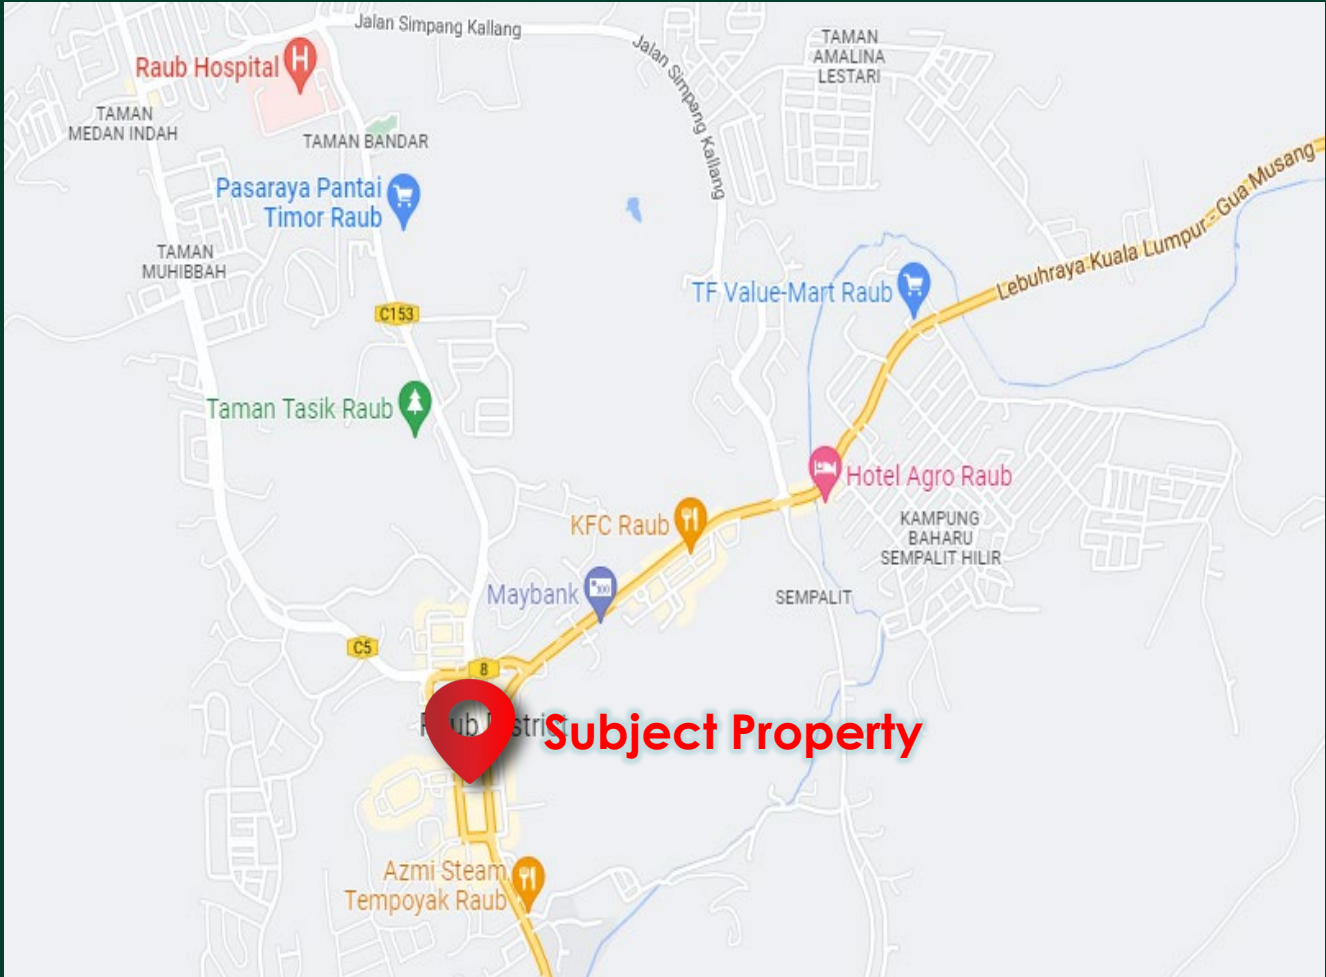 Jalan Simpang Kallang
Jalan Simpang Kallang
TAMAN
AMALINA
LESTARI
Raub Hospital
TAMAN
MEDAN INDAH
TAMAN BANDAR
Lebuhraya Kuala Lumpur - Gua Musang
Pasaraya Pantai
Timor Raub
TAMAN
MUHIBBAH
TF Value-Mart Raub
C153
Taman Tasik Raub
Hotel Agro Raub
KFC Raub
KAMPUNG
BAHARU
SEMPALIT HILIR
Maybank
SEMPALIT
C5
8
Subject Property
Azmi Steam
Tempoyak Raub